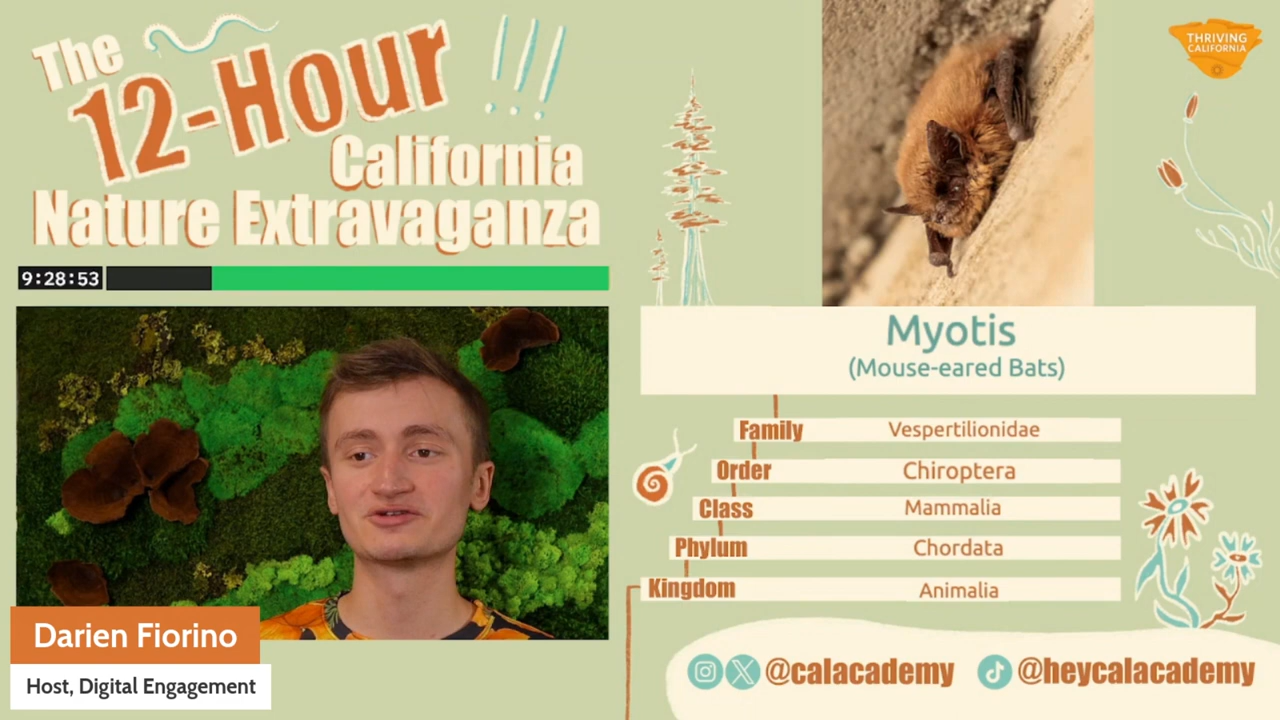 The
12-Hour
!!!
California
Nature Extravaganza
9:28:53
THRIVING
CALIFORNIA
Myotis
(Mouse-eared Bats)
Family Vespertilionidae
Order Chiroptera
Class Mammalia
Phylum Chordata
Kingdom Animalia
Darien Fiorino
Host, Digital Engagement
@calacademy @heycalacademy